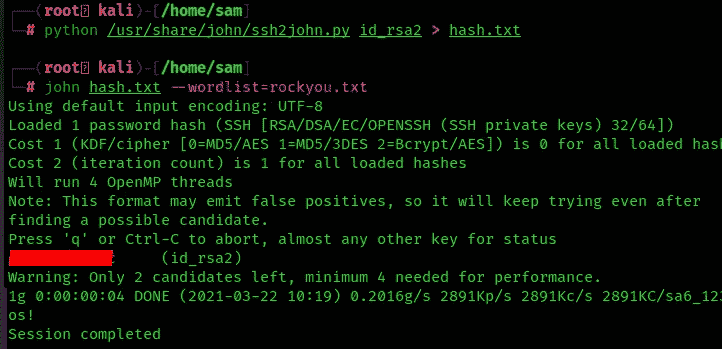 ┌──(root㉿ kali)-[/home/sam]
└─# python /usr/share/john/ssh2john.py id_rsa2 > hash.txt
┌──(root㉿ kali)-[/home/sam]
└─# john hash.txt --wordlist=rockyou.txt
Using default input encoding: UTF-8
Loaded 1 password hash (SSH [RSA/DSA/EC/OPENSSH (SSH private keys) 32/64])
Cost 1 (KDF/cipher [0=MD5/AES 1=MD5/3DES 2=Bcrypt/AES]) is 0 for all loaded hash
Cost 2 (iteration count) is 1 for all loaded hashes
Will run 4 OpenMP threads
Note: This format may emit false positives, so it will keep trying even after
finding a possible candidate.
Press 'q' or Ctrl-C to abort, almost any other key for status
(id_rsa2)
Warning: Only 2 candidates left, minimum 4 needed for performance.
1g 0:00:00:04 DONE (2021-03-22 10:19) 0.2016g/s 2891Kp/s 2891Kc/s 2891KC/sa6_123
os!
Session completed